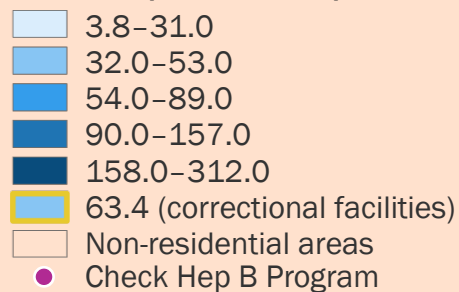 3.8–31.0
32.0–53.0
54.0–89.0
90.0–157.0
158.0–312.0
63.4 (correctional facilities)
Non-residential areas
Check Hep B Program